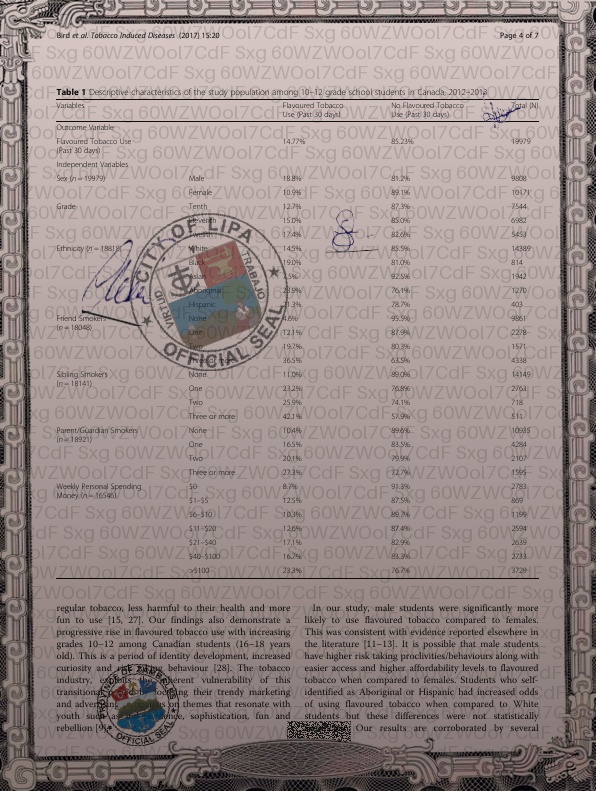 Bird et al. Tobacco Induced Diseases (2017) 15:20 Page 4 of 7
Table 1 Descriptive characteristics of the study population among 10–12 grade school students in Canada, 2012–2013
Variables Flavoured Tobacco No Flavoured Tobacco Total (N)
Use (Past 30 days) Use (Past 30 days)
Outcome Variable
Flavoured Tobacco Use 14.77% 85.23% 19979
(Past 30 days)
Independent Variables
Sex (n = 19979) Male 18.8% 81.2% 9808
Female 10.9% 89.1% 10171
Grade Tenth 12.7% 87.3% 7544
Eleventh 15.0% 85.0% 6982
17.4% 82.6% 5453
Ethnicity (n = 18818) White 14.5% 85.5% 14389
Black 19.0% 81.0% 814
Asian 7.5% 92.5% 1942
Aboriginal 23.9% 76.1% 1270
Hispanic 21.3% 78.7% 403
Friend Smokers None 4.6% 95.5% 9861
(n = 18048)
One 12.1% 87.9% 2278
19.7% 80.3% 1571
36.5% 63.5% 4338
Sibling Smokers None 11.0% 89.0% 14149
(n = 18141)
One 23.2% 76.8% 2763
Two 25.9% 74.1% 718
Three or more 42.1% 57.9% 511
Parent/Guardian Smokers None 10.4% 89.6% 10935
(n = 18921)
One 16.5% 83.5% 4284
Two 20.1% 79.9% 2107
Three or more 27.3% 72.7% 1595
Weekly Personal Spending $0 8.7% 91.3% 2783
Money (n = 16546)
$1–$5 12.5% 87.5% 869
$6–$10 10.3% 89.7% 1199
$11–$20 12.6% 87.4% 2594
$21–$40 17.1% 82.9% 2639
$40–$100 16.7% 83.3% 2733
>$100 23.3% 76.7% 3729
CITY OF LIPA
TRABAJO
VIRTUD
OFFICIAL SEAL
regular tobacco, less harmful to their health and more
fun to use [15, 27]. Our findings also demonstrate a
progressive rise in flavoured tobacco use with increasing
grades 10–12 among Canadian students (16–18 years
old). This is a period of identity development, increased
curiosity and behaviour [28]. The tobacco
industry, exploits vulnerability of this
transitional their trendy marketing
and on themes that resonate with
youth such sophistication, fun and
rebellion [9]
OFFICIAL SEAL
In our study, male students were significantly more
likely to use flavoured tobacco compared to females.
This was consistent with evidence reported elsewhere in
the literature [11–13]. It is possible that male students
have higher risk taking proclivities/behaviours along with
easier access and higher affordability levels to flavoured
tobacco when compared to females. Students who self-
identified as Aboriginal or Hispanic had increased odds
of using flavoured tobacco when compared to White
students but these differences were not statistically
Our results are corroborated by several
Sxg 60WZWOol7CdF